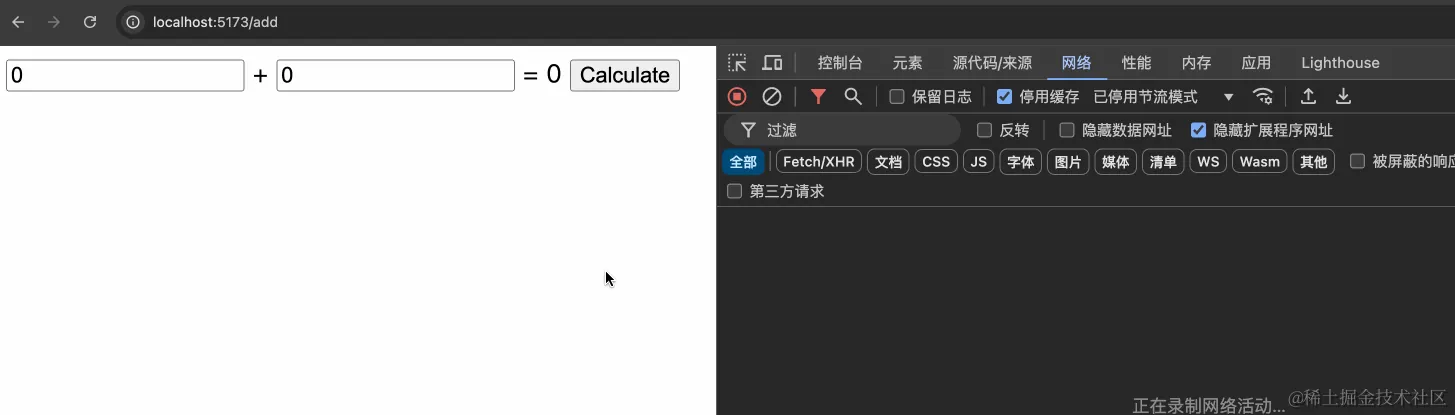 localhost:5173/add
0 + 0 = 0 Calculate
控制台 元素 源代码/来源 网络 性能 内存 应用 Lighthouse
保留日志 停用缓存 已停用节流模式
过滤 反转 隐藏数据网址 隐藏扩展程序网址
全部 Fetch/XHR 文档 CSS JS 字体 图片 媒体 清单 WS Wasm 其他 被屏蔽的响应
第三方请求
正在录制网络活动…
@稀土掘金技术社区